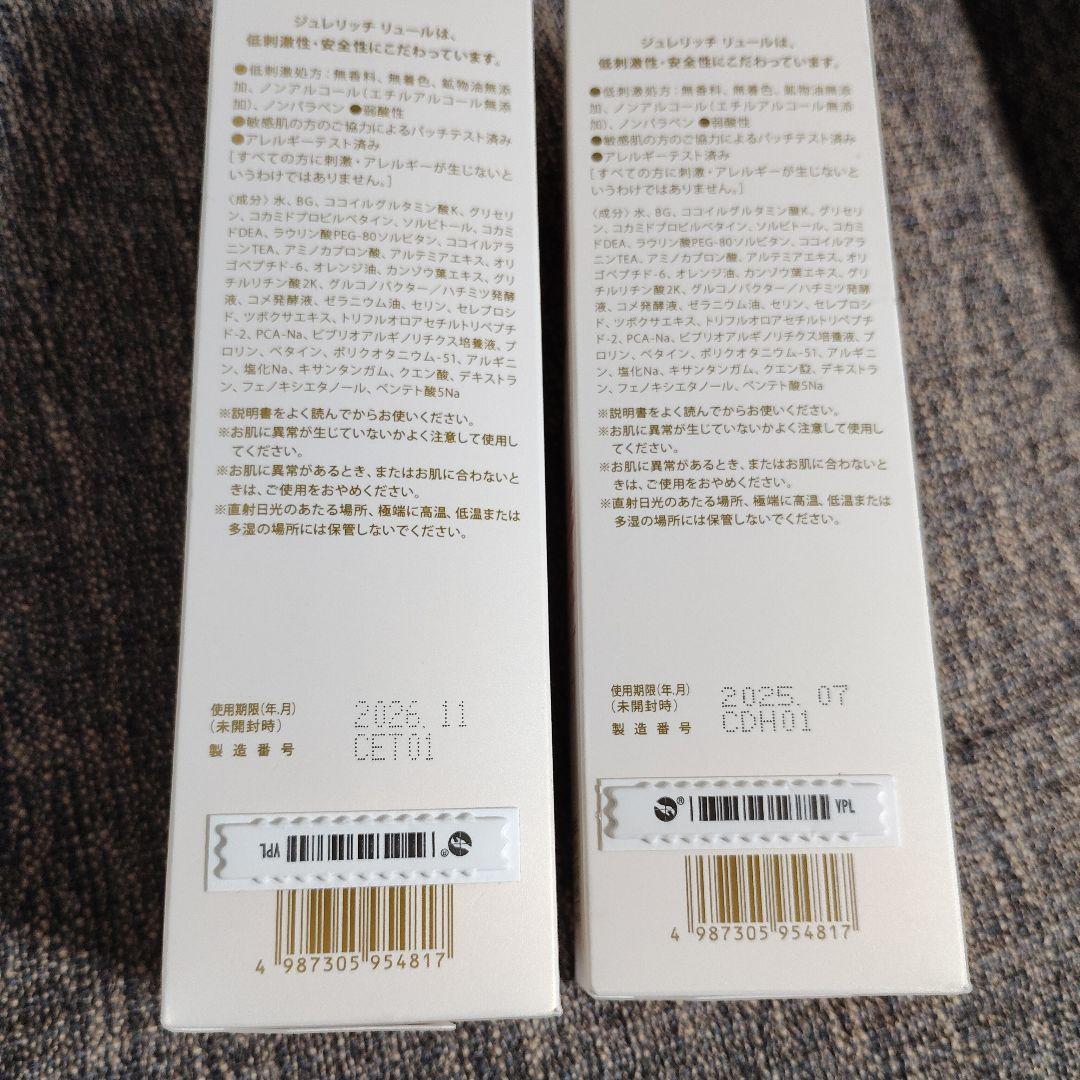 ジュレリッチ リュールは、
低刺激性・安全性にこだわっています。
●低刺激処方：無香料、無着色、鉱物油無添
加、ノンアルコール（エチルアルコール無添
加）、ノンパラベン ●弱酸性
●敏感肌の方のご協力によるパッチテスト済み
●アレルギーテスト済み
[すべての方に刺激・アレルギーが生じないと
いうわけではありません。]
〈成分〉水、BG、ココイルグルタミン酸K、グリセリ
ン、コカミドプロピルベタイン、ソルビトール、コカミ
ドDEA、ラウリン酸PEG-80ソルビタン、ココイルアラ
ニンTEA、アミノカプロン酸、アルテミアエキス、オリ
ゴペプチド-6、オレンジ油、カンゾウ葉エキス、グリ
チルリチン酸2K、グルコノバクター／ハチミツ発酵
液、コメ発酵液、ゼラニウム油、セリン、セレブロシ
ド、ツボクサエキス、トリフルオロアセチルトリペプチ
ド-2、PCA-Na、ビブリオアルギノリチクス培養液、プ
ロリン、ベタイン、ポリクオタニウム-51、アルギニ
ン、塩化Na、キサンタンガム、クエン酸、デキストラ
ン、フェノキシエタノール、ペンテト酸5Na
※説明書をよく読んでからお使いください。
※お肌に異常が生じていないかよく注意して使用し
てください。
※お肌に異常があるとき、またはお肌に合わないと
きは、ご使用をおやめください。
※直射日光のあたる場所、極端に高温、低温または
多湿の場所には保管しないでください。
使用期限(年.月)
(未開封時)
2026. 11
製造番号
CET01
VPL
4 987305 954817
ジュレリッチ リュールは、
低刺激性・安全性にこだわっています。
●低刺激処方：無香料、無着色、鉱物油無添
加、ノンアルコール（エチルアルコール無添
加）、ノンパラベン ●弱酸性
●敏感肌の方のご協力によるパッチテスト済み
●アレルギーテスト済み
[すべての方に刺激・アレルギーが生じないと
いうわけではありません。]
〈成分〉水、BG、ココイルグルタミン酸K、グリセリ
ン、コカミドプロピルベタイン、ソルビトール、コカミ
ドDEA、ラウリン酸PEG-80ソルビタン、ココイルアラ
ニンTEA、アミノカプロン酸、アルテミアエキス、オリ
ゴペプチド-6、オレンジ油、カンゾウ葉エキス、グリ
チルリチン酸2K、グルコノバクター／ハチミツ発酵
液、コメ発酵液、ゼラニウム油、セリン、セレブロシ
ド、ツボクサエキス、トリフルオロアセチルトリペプチ
ド-2、PCA-Na、ビブリオアルギノリチクス培養液、プ
ロリン、ベタイン、ポリクオタニウム-51、アルギニ
ン、塩化Na、キサンタンガム、クエン酸、デキストラ
ン、フェノキシエタノール、ペンテト酸5Na
※説明書をよく読んでからお使いください。
※お肌に異常が生じていないかよく注意して使用し
てください。
※お肌に異常があるとき、またはお肌に合わないと
きは、ご使用をおやめください。
※直射日光のあたる場所、極端に高温、低温または
多湿の場所には保管しないでください。
使用期限(年.月)
(未開封時)
2025. 07
製造番号
CDH01
VPL
4 987305 954817